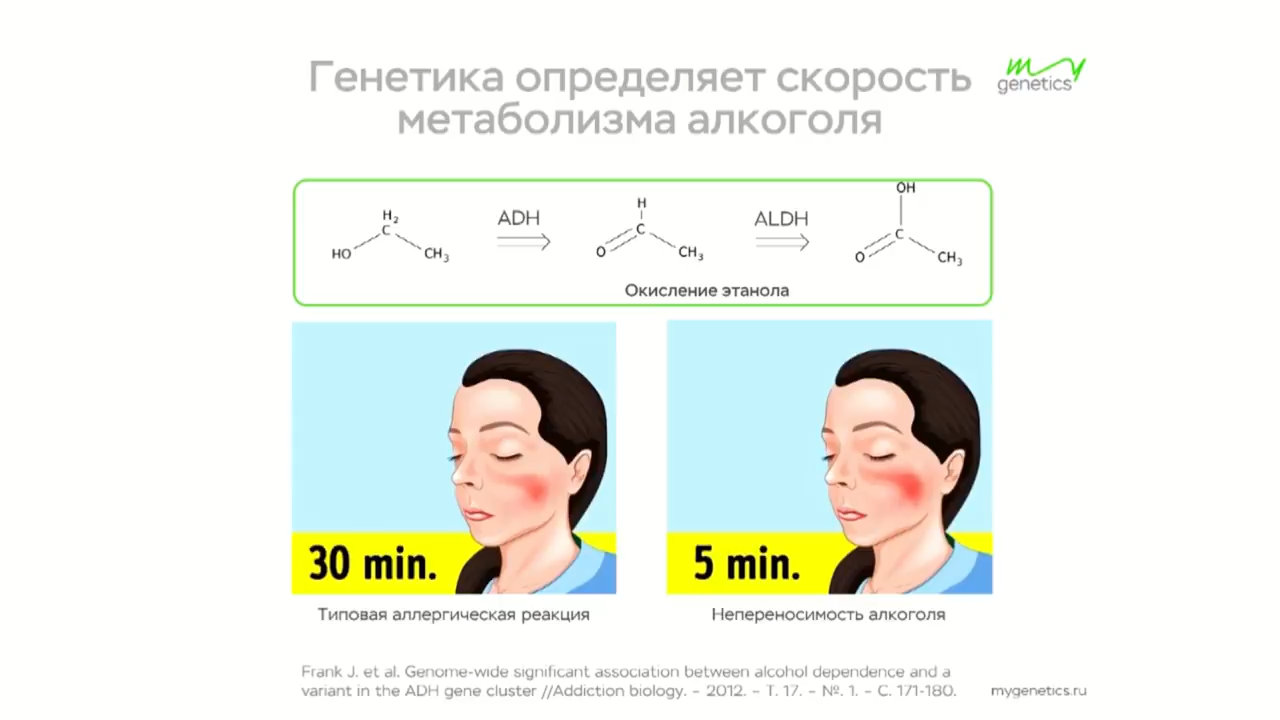 Генетика определяет скорость
метаболизма алкоголя
my
genetics
H₂
C
HO
CH₃
ADH
H
C
O
CH₃
ALDH
OH
C
O
CH₃
Окисление этанола
30 min.
5 min.
Типовая аллергическая реакция
Непереносимость алкоголя
Frank J. et al. Genome-wide significant association between alcohol dependence and a
variant in the ADH gene cluster //Addiction biology. – 2012. – Т. 17. – №. 1. – С. 171-180.
mygenetics.ru